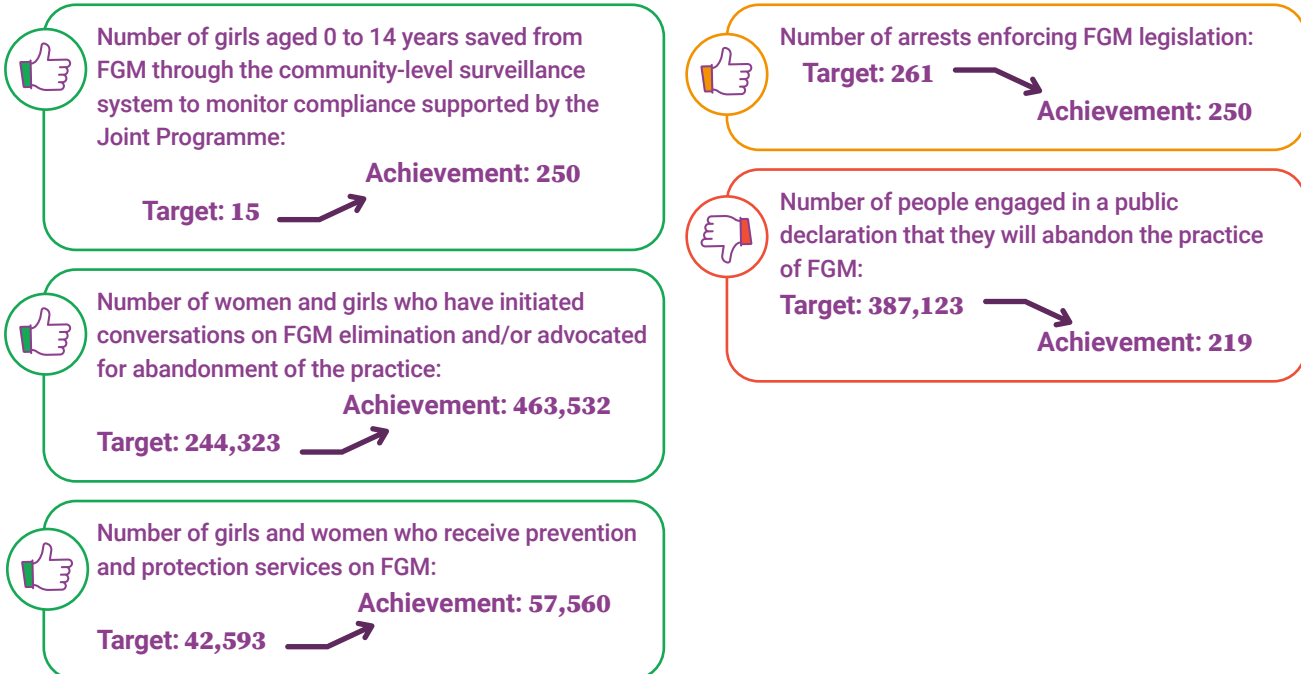 Number of girls aged 0 to 14 years saved from
FGM through the community-level surveillance
system to monitor compliance supported by the
Joint Programme:
Achievement: 250
Target: 15
Number of women and girls who have initiated
conversations on FGM elimination and/or advocated
for abandonment of the practice:
Achievement: 463,532
Target: 244,323
Number of girls and women who receive prevention
and protection services on FGM:
Achievement: 57,560
Target: 42,593
Number of arrests enforcing FGM legislation:
Target: 261
Achievement: 250
Number of people engaged in a public
declaration that they will abandon the practice
of FGM:
Target: 387,123
Achievement: 219